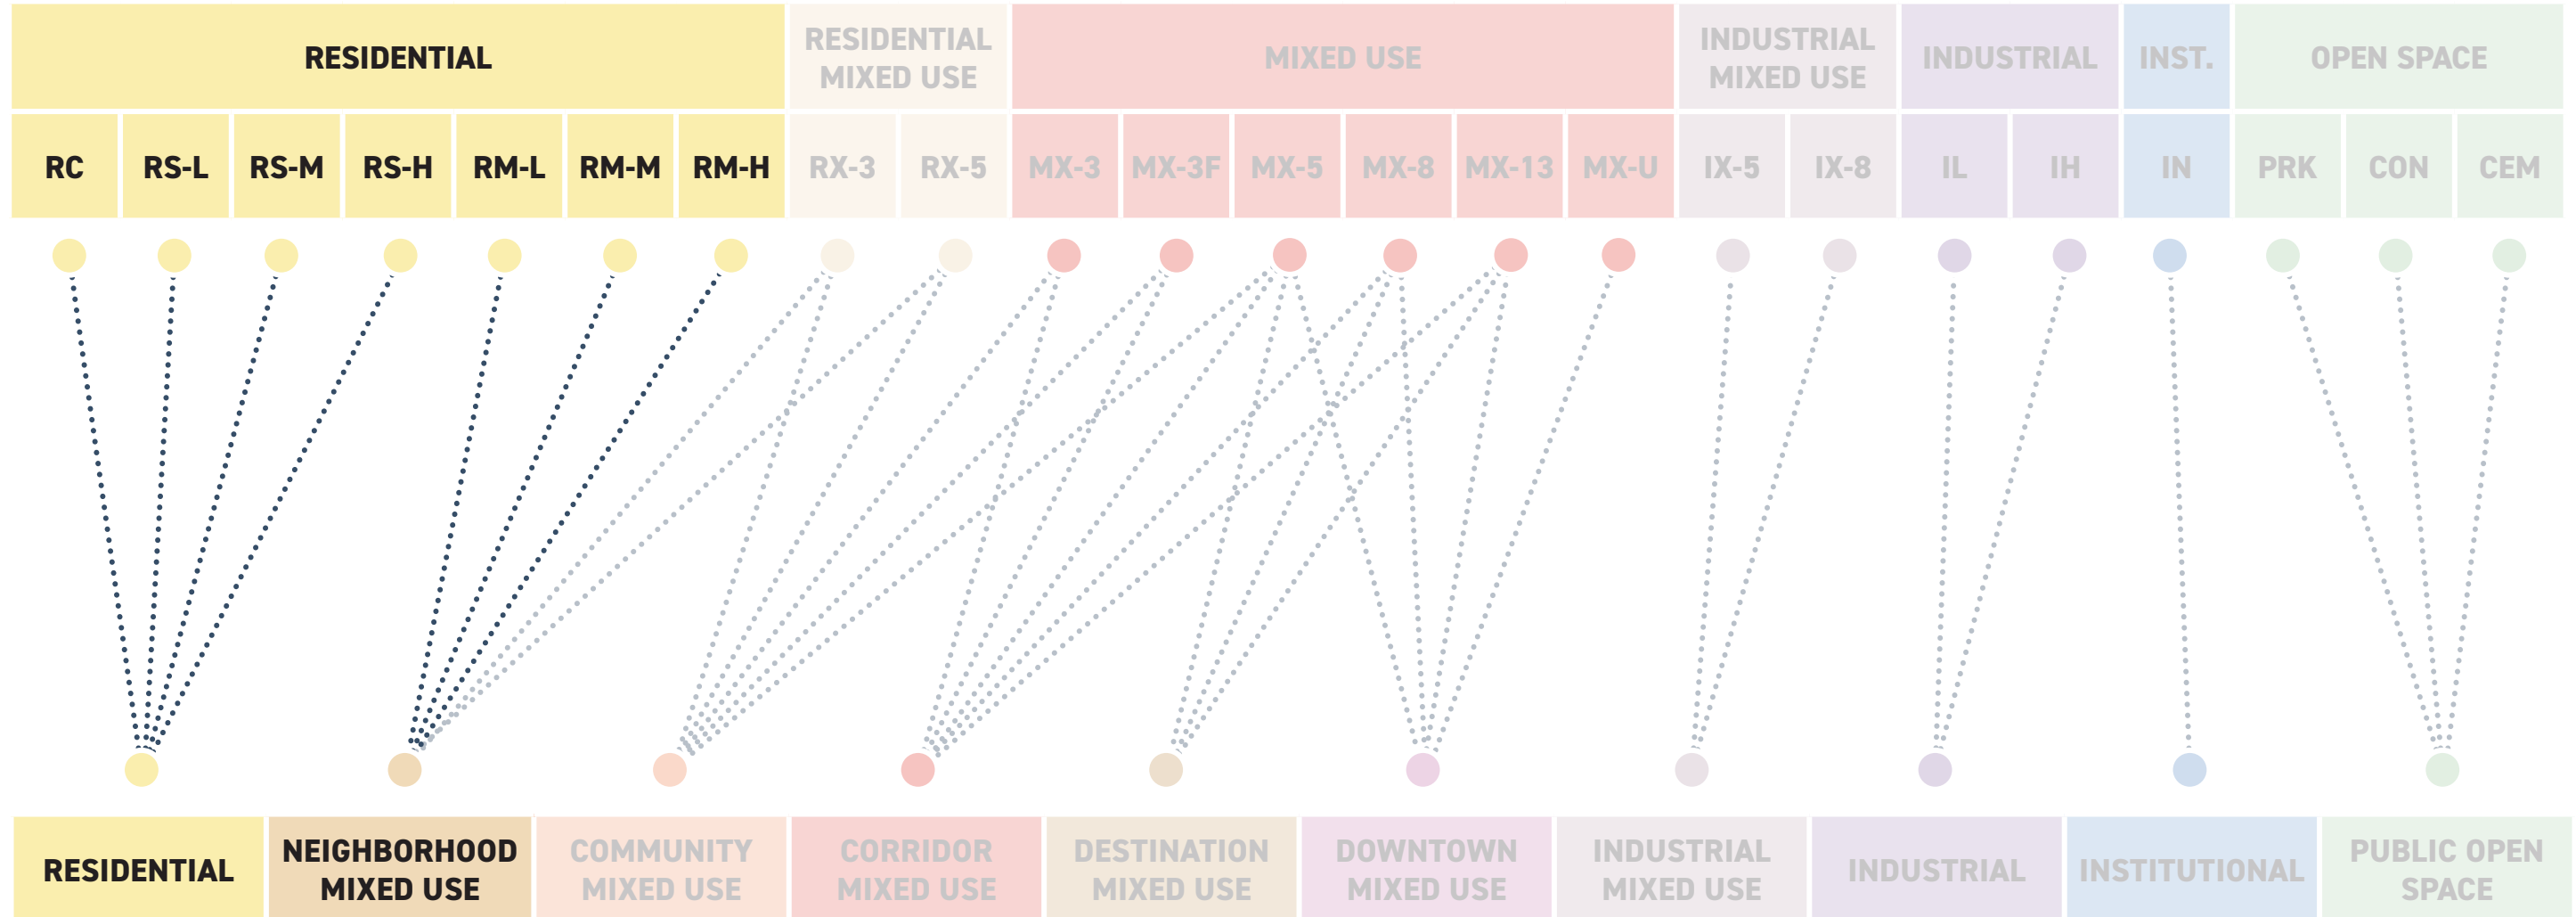 RESIDENTIAL
RESIDENTIAL
MIXED USE
MIXED USE
INDUSTRIAL
MIXED USE
INDUSTRIAL
INST.
OPEN SPACE
RC
RS-L
RS-M
RS-H
RM-L
RM-M
RM-H
RX-3
RX-5
MX-3
MX-3F
MX-5
MX-8
MX-13
MX-U
IX-5
IX-8
IL
IH
IN
PRK
CON
CEM
RESIDENTIAL
NEIGHBORHOOD
MIXED USE
COMMUNITY
MIXED USE
CORRIDOR
MIXED USE
DESTINATION
MIXED USE
DOWNTOWN
MIXED USE
INDUSTRIAL
MIXED USE
INDUSTRIAL
INSTITUTIONAL
PUBLIC OPEN
SPACE